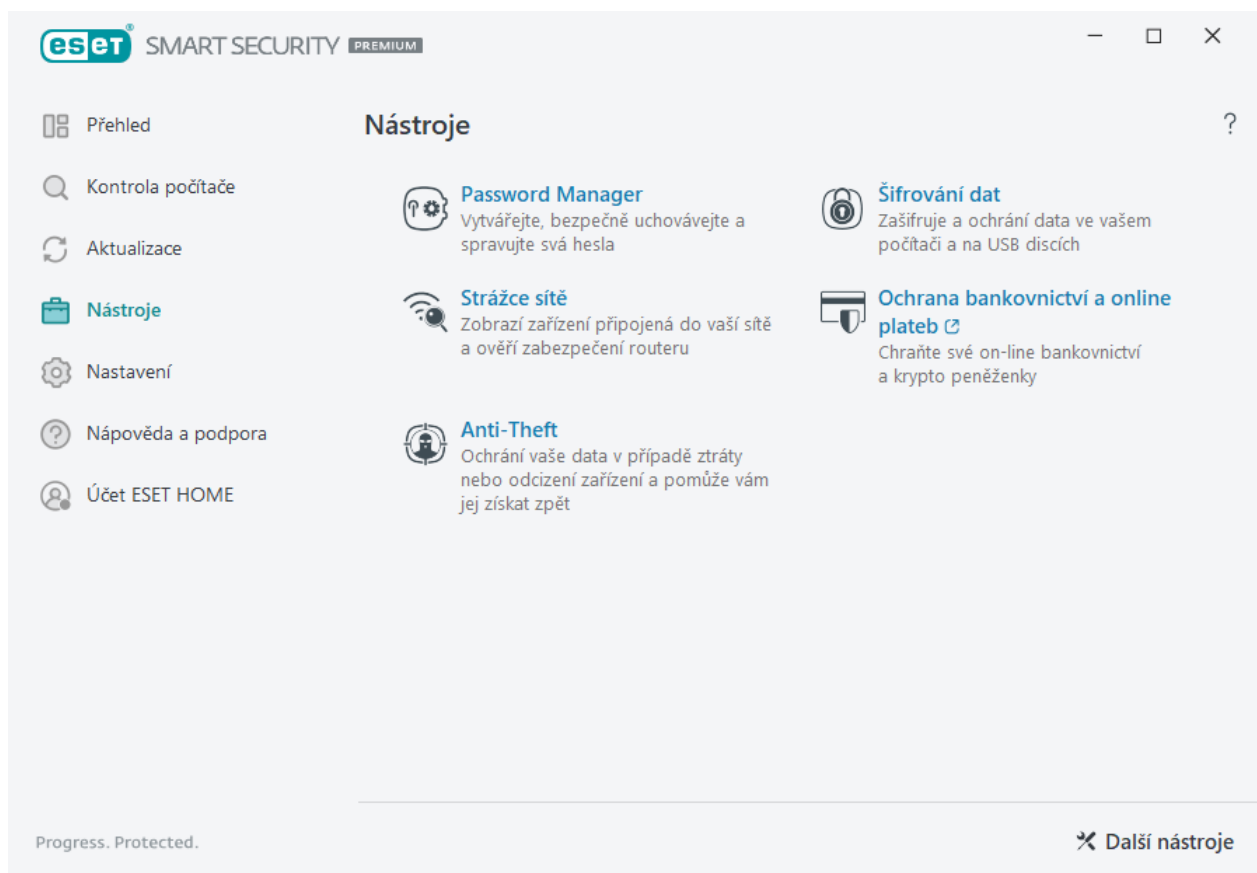 eset® SMART SECURITY PREMIUM
Přehled
Kontrola počítače
Aktualizace
Nástroje
Nastavení
Nápověda a podpora
Účet ESET HOME
Nástroje
?
Password Manager
Vytvářejte, bezpečně uchovávejte a
spravujte svá hesla
Šifrování dat
Zašifruje a ochrání data ve vašem
počítači a na USB discích
Strážce sítě
Zobrazí zařízení připojená do vaší sítě
a ověří zabezpečení routeru
Ochrana bankovnictví a online
plateb
Chraňte své on-line bankovnictví
a krypto peněženky
Anti-Theft
Ochrání vaše data v případě ztráty
nebo odcizení zařízení a pomůže vám
jej získat zpět
Progress. Protected.
Další nástroje